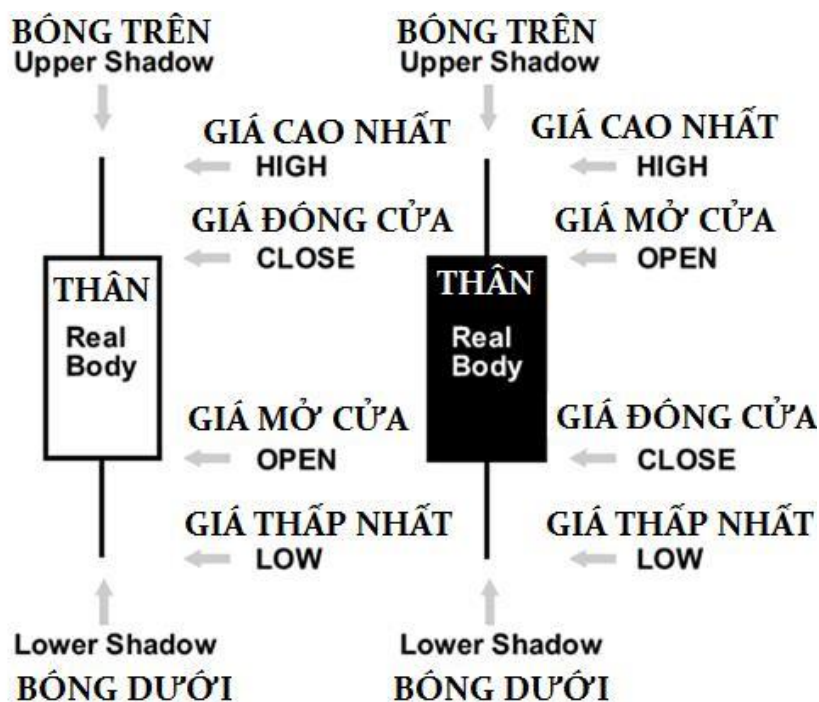 BÓNG TRÊN
Upper Shadow
GIÁ CAO NHẤT
HIGH
GIÁ ĐÓNG CỬA
CLOSE
THÂN
Real
Body
GIÁ MỞ CỬA
OPEN
GIÁ THẤP NHẤT
LOW
Lower Shadow
BÓNG DƯỚI
BÓNG TRÊN
Upper Shadow
GIÁ CAO NHẤT
HIGH
GIÁ MỞ CỬA
OPEN
THÂN
Real
Body
GIÁ ĐÓNG CỬA
CLOSE
GIÁ THẤP NHẤT
LOW
Lower Shadow
BÓNG DƯỚI